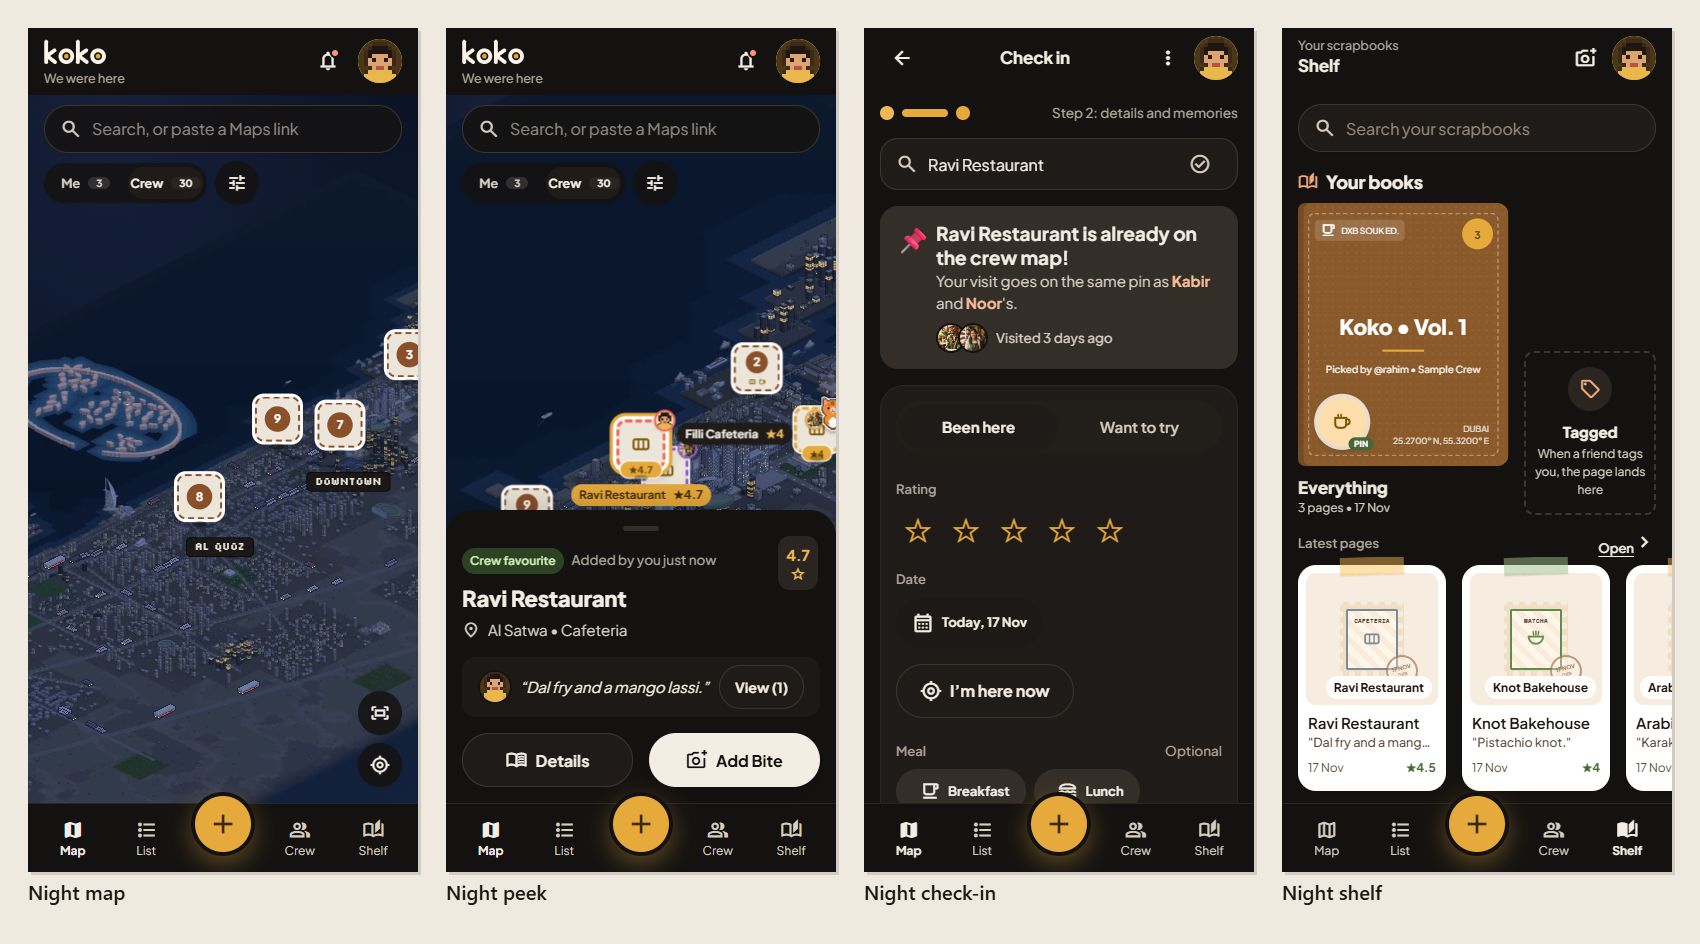 koko
We were here
Search, or paste a Maps link
Me 3 Crew 30
3
9
7
DOWNTOWN
8
AL QUOZ
Map List Crew Shelf
Night map
koko
We were here
Search, or paste a Maps link
Me 3 Crew 30
2
Filli Cafeteria ★4
★4
★4.7
Ravi Restaurant ★4.7
9
Crew favourite Added by you just now
4.7
Ravi Restaurant
Al Satwa • Cafeteria
“Dal fry and a mango lassi.” View (1)
Details Add Bite
Map List Crew Shelf
Night peek
Check in
Step 2: details and memories
Ravi Restaurant
Ravi Restaurant is already on
the crew map!
Your visit goes on the same pin as Kabir
and Noor's.
Visited 3 days ago
Been here Want to try
Rating
Date
Today, 17 Nov
I’m here now
Meal Optional
Breakfast Lunch
Map List Crew Shelf
Night check-in
Your scrapbooks
Shelf
Search your scrapbooks
Your books
DXB SOUK ED. 3
Koko • Vol. 1
Picked by @rahim • Sample Crew
PIN
DUBAI
25.2700° N, 55.3200° E
Everything
3 pages • 17 Nov
Tagged
When a friend tags
you, the page lands
here
Latest pages Open
CAFETERIA
17 NOV
Ravi Restaurant
Ravi Restaurant
"Dal fry and a mang…
17 Nov ★4.5
MATCHA
Knot Bakehouse
Knot Bakehouse
"Pistachio knot."
17 Nov ★4
Arab
Arabi
"Karak
17 Nov
Map List Crew Shelf
Night shelf